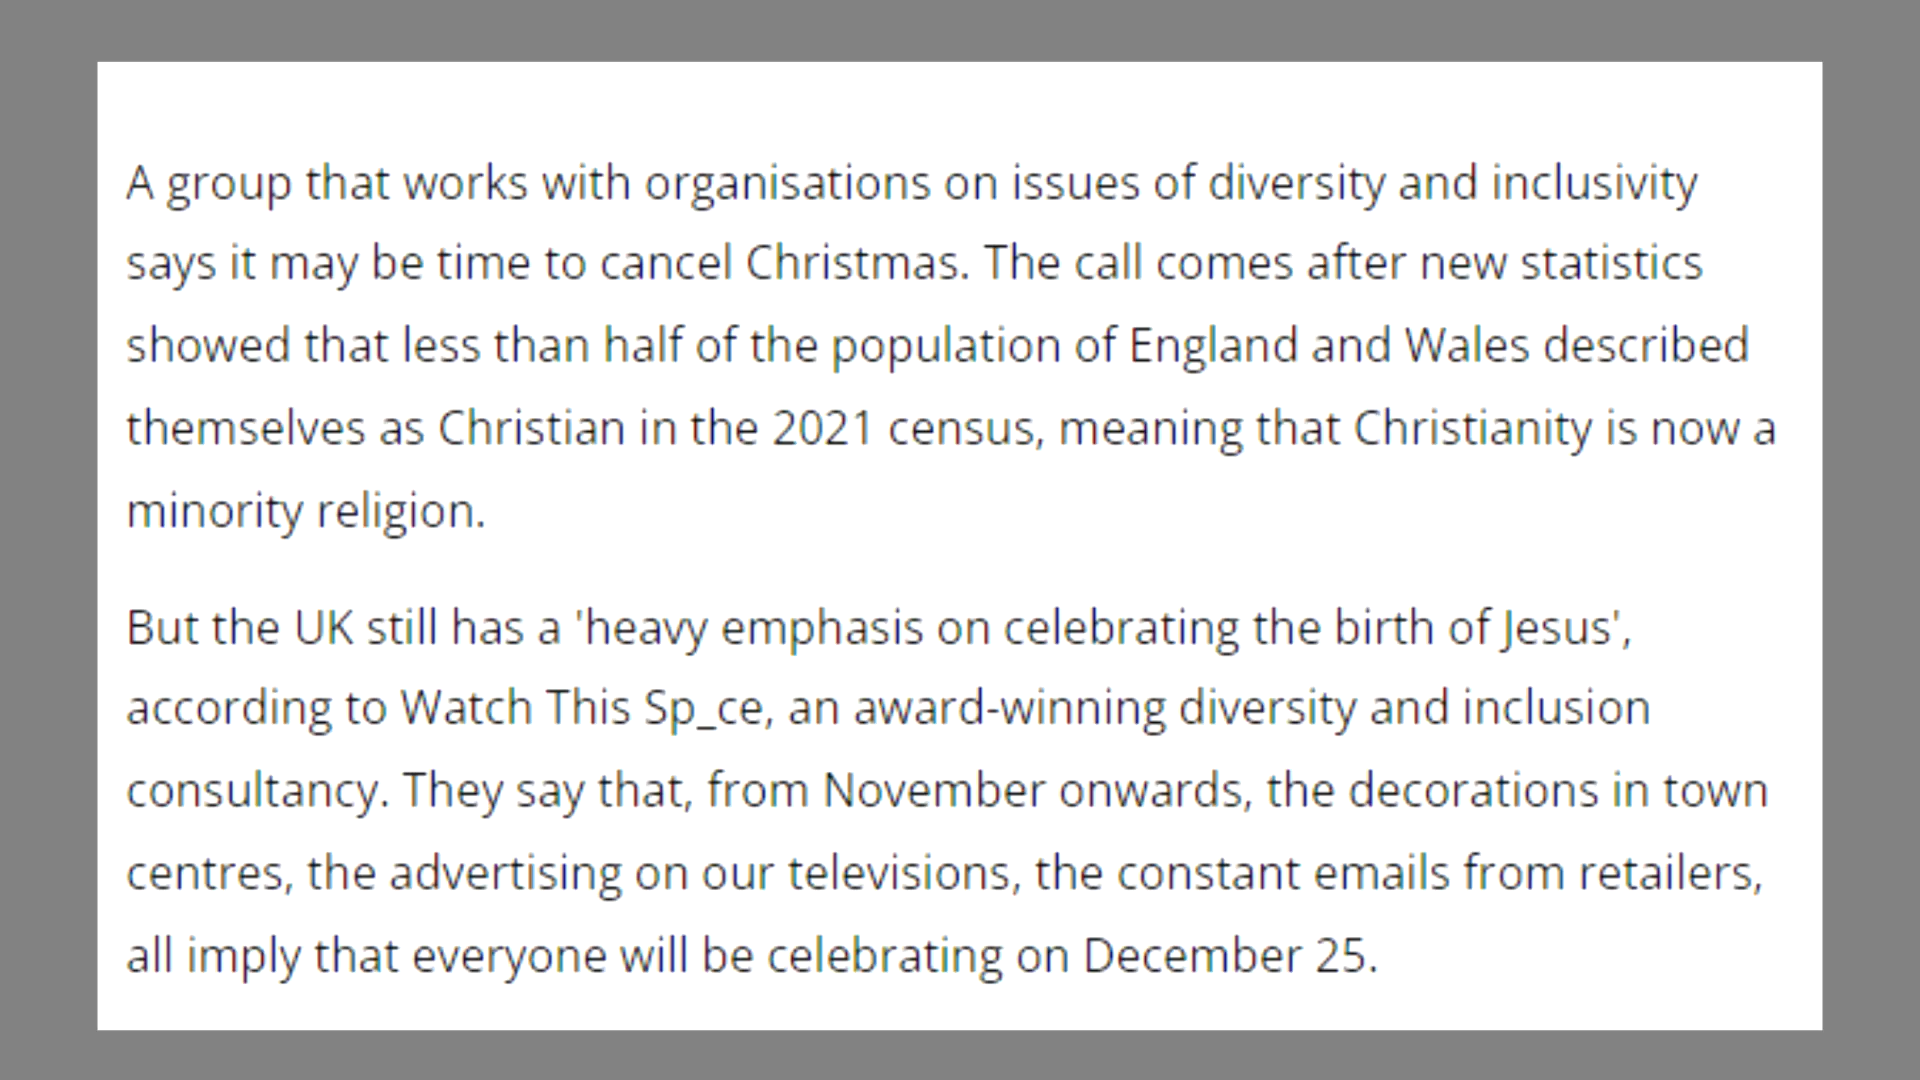 A group that works with organisations on issues of diversity and inclusivity
says it may be time to cancel Christmas. The call comes after new statistics
showed that less than half of the population of England and Wales described
themselves as Christian in the 2021 census, meaning that Christianity is now a
minority religion.
But the UK still has a 'heavy emphasis on celebrating the birth of Jesus',
according to Watch This Sp_ce, an award-winning diversity and inclusion
consultancy. They say that, from November onwards, the decorations in town
centres, the advertising on our televisions, the constant emails from retailers,
all imply that everyone will be celebrating on December 25.